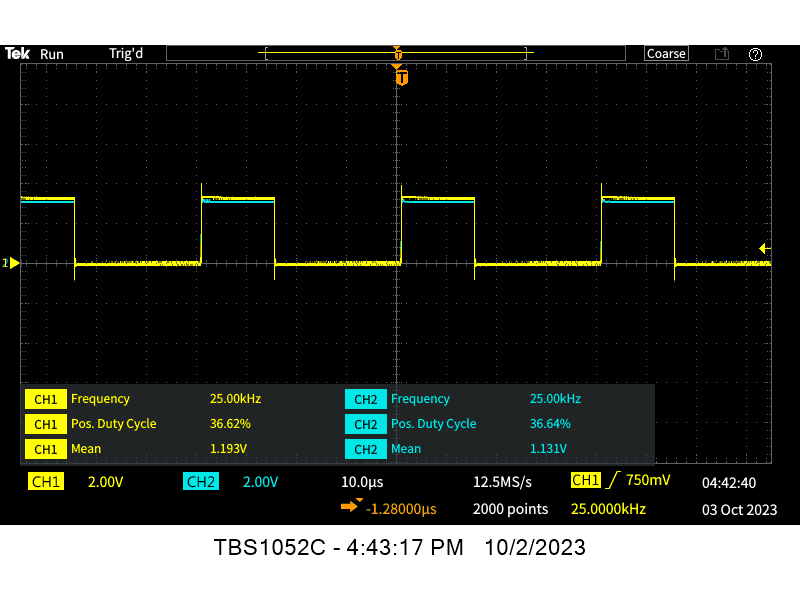 Tek Run Trig'd T Coarse ?
T
2
CH1 Frequency 25.00kHz CH2 Frequency 25.00kHz
CH1 Pos. Duty Cycle 36.62% CH2 Pos. Duty Cycle 36.64%
CH1 Mean 1.193V CH2 Mean 1.131V
CH1 2.00V CH2 2.00V 10.0µs 12.5MS/s CH1 750mV 04:42:40
-1.28000µs 2000 points 25.0000kHz 03 Oct 2023
TBS1052C - 4:43:17 PM 10/2/2023